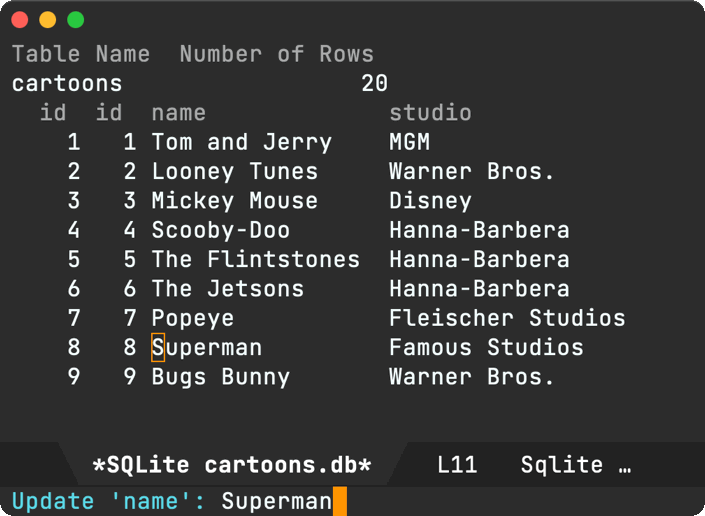 Table Name  Number of Rows
cartoons                 20
id  id  name             studio
1   1 Tom and Jerry    MGM
2   2 Looney Tunes     Warner Bros.
3   3 Mickey Mouse     Disney
4   4 Scooby-Doo       Hanna-Barbera
5   5 The Flintstones  Hanna-Barbera
6   6 The Jetsons      Hanna-Barbera
7   7 Popeye           Fleischer Studios
8   8 Superman         Famous Studios
9   9 Bugs Bunny       Warner Bros.
*SQLite cartoons.db*    L11   Sqlite …
Update 'name': Superman